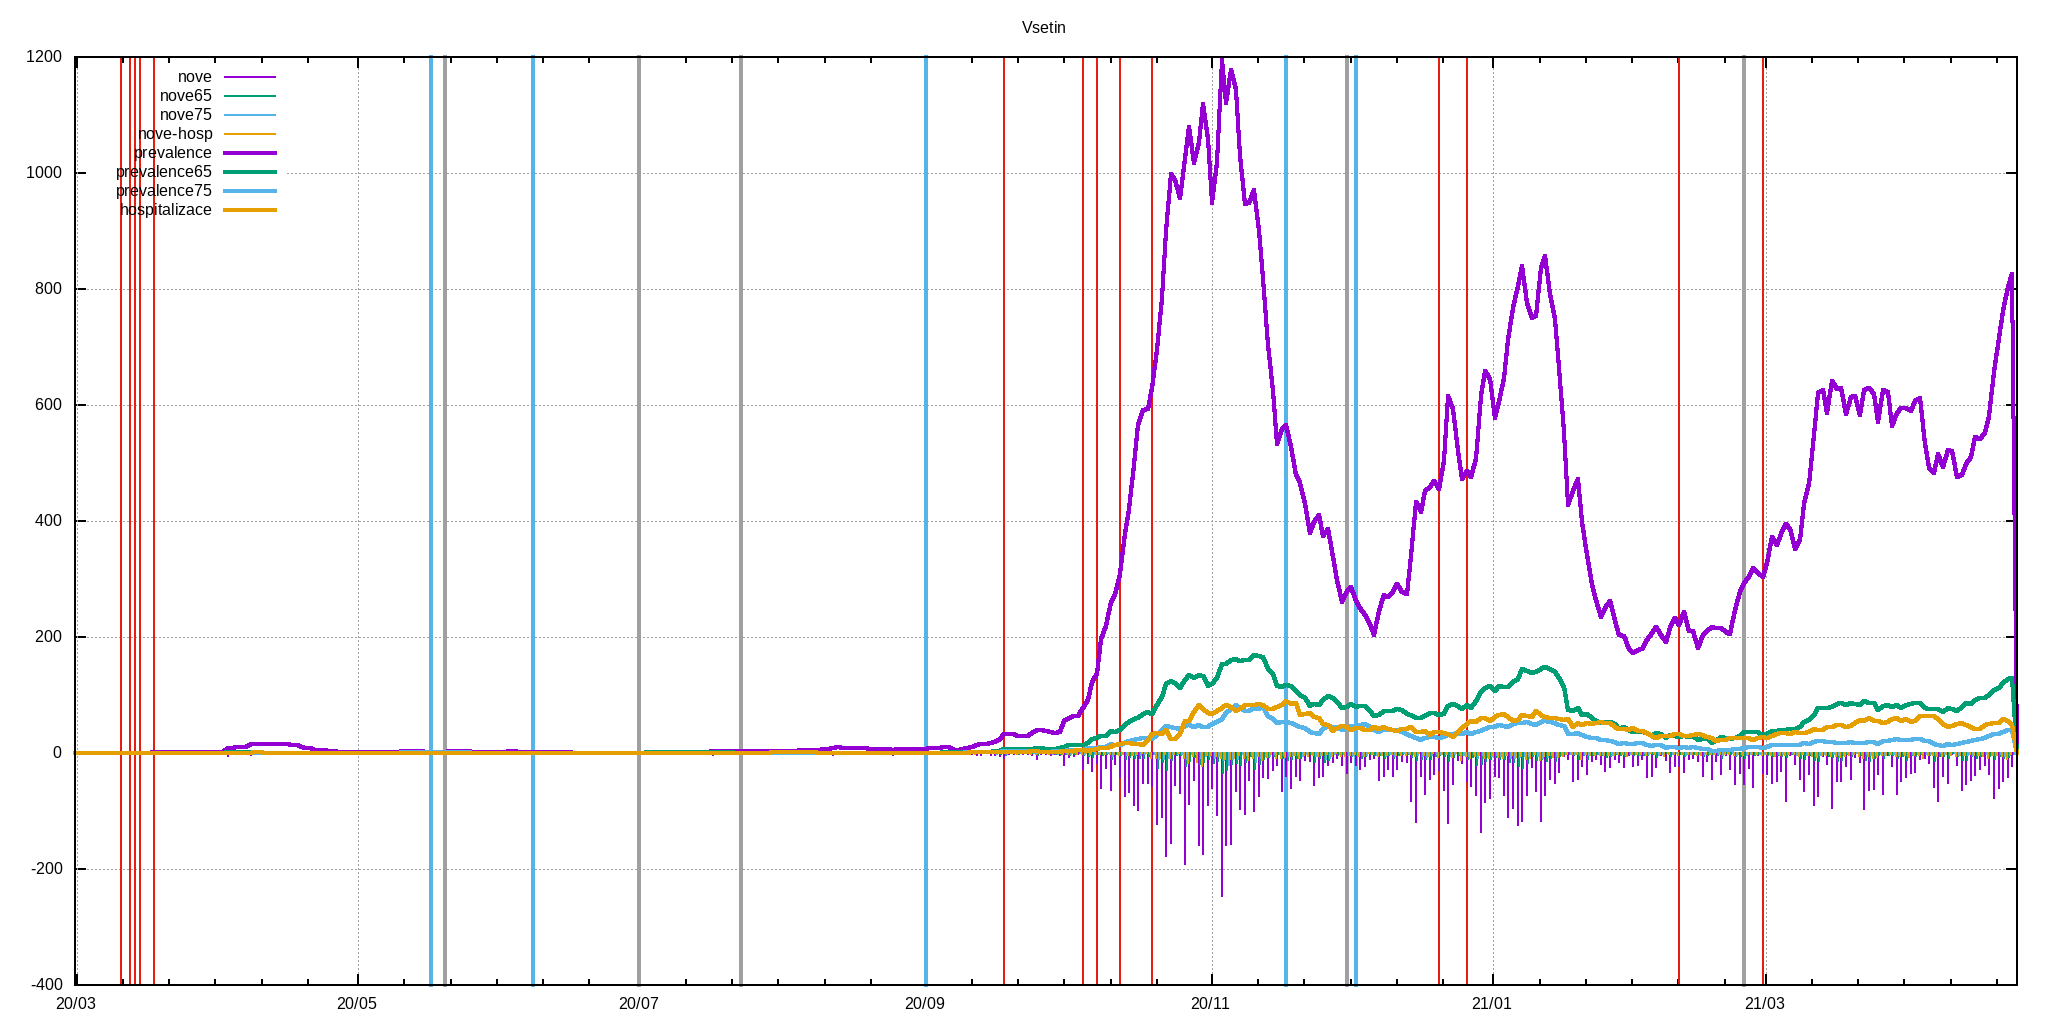 Vsetin
1200
1000
800
600
400
200
0
-200
-400
nove
nove65
nove75
nove-hosp
prevalence
prevalence65
prevalence75
hospitalizace
20/03 20/05 20/07 20/09 20/11 21/01 21/03